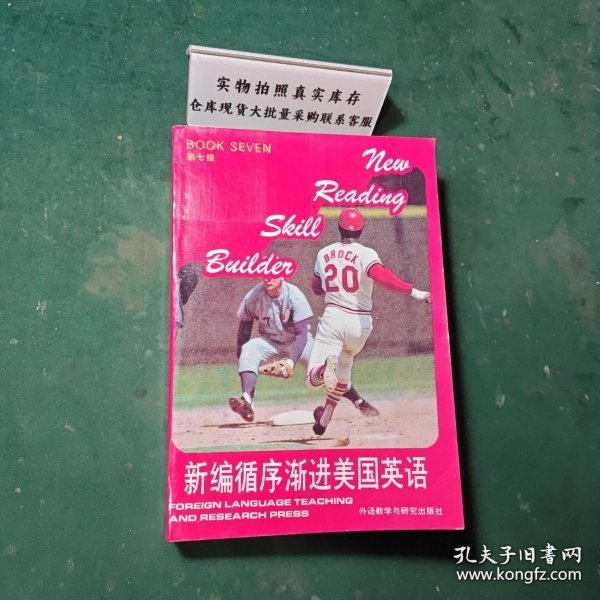 实物拍照真实库存
仓库现货大批量采购联系客服
BOOK SEVEN
第七级
New
Reading
Skill
Builder
BROCK
20
7
新编循序渐进美国英语
FOREIGN LANGUAGE TEACHING
AND RESEARCH PRESS
外语教学与研究出版社
孔夫子旧书网
www.kongfz.com